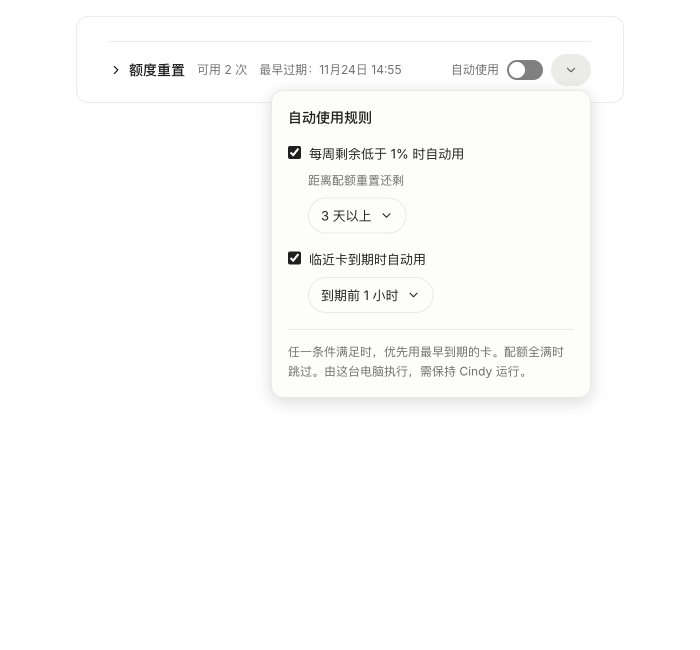 额度重置 可用 2 次 最早过期：11月24日 14:55 自动使用
自动使用规则
每周剩余低于 1% 时自动用
距离配额重置还剩
3 天以上
临近卡到期时自动用
到期前 1 小时
任一条件满足时，优先用最早到期的卡。配额全满时
跳过。由这台电脑执行，需保持 Cindy 运行。